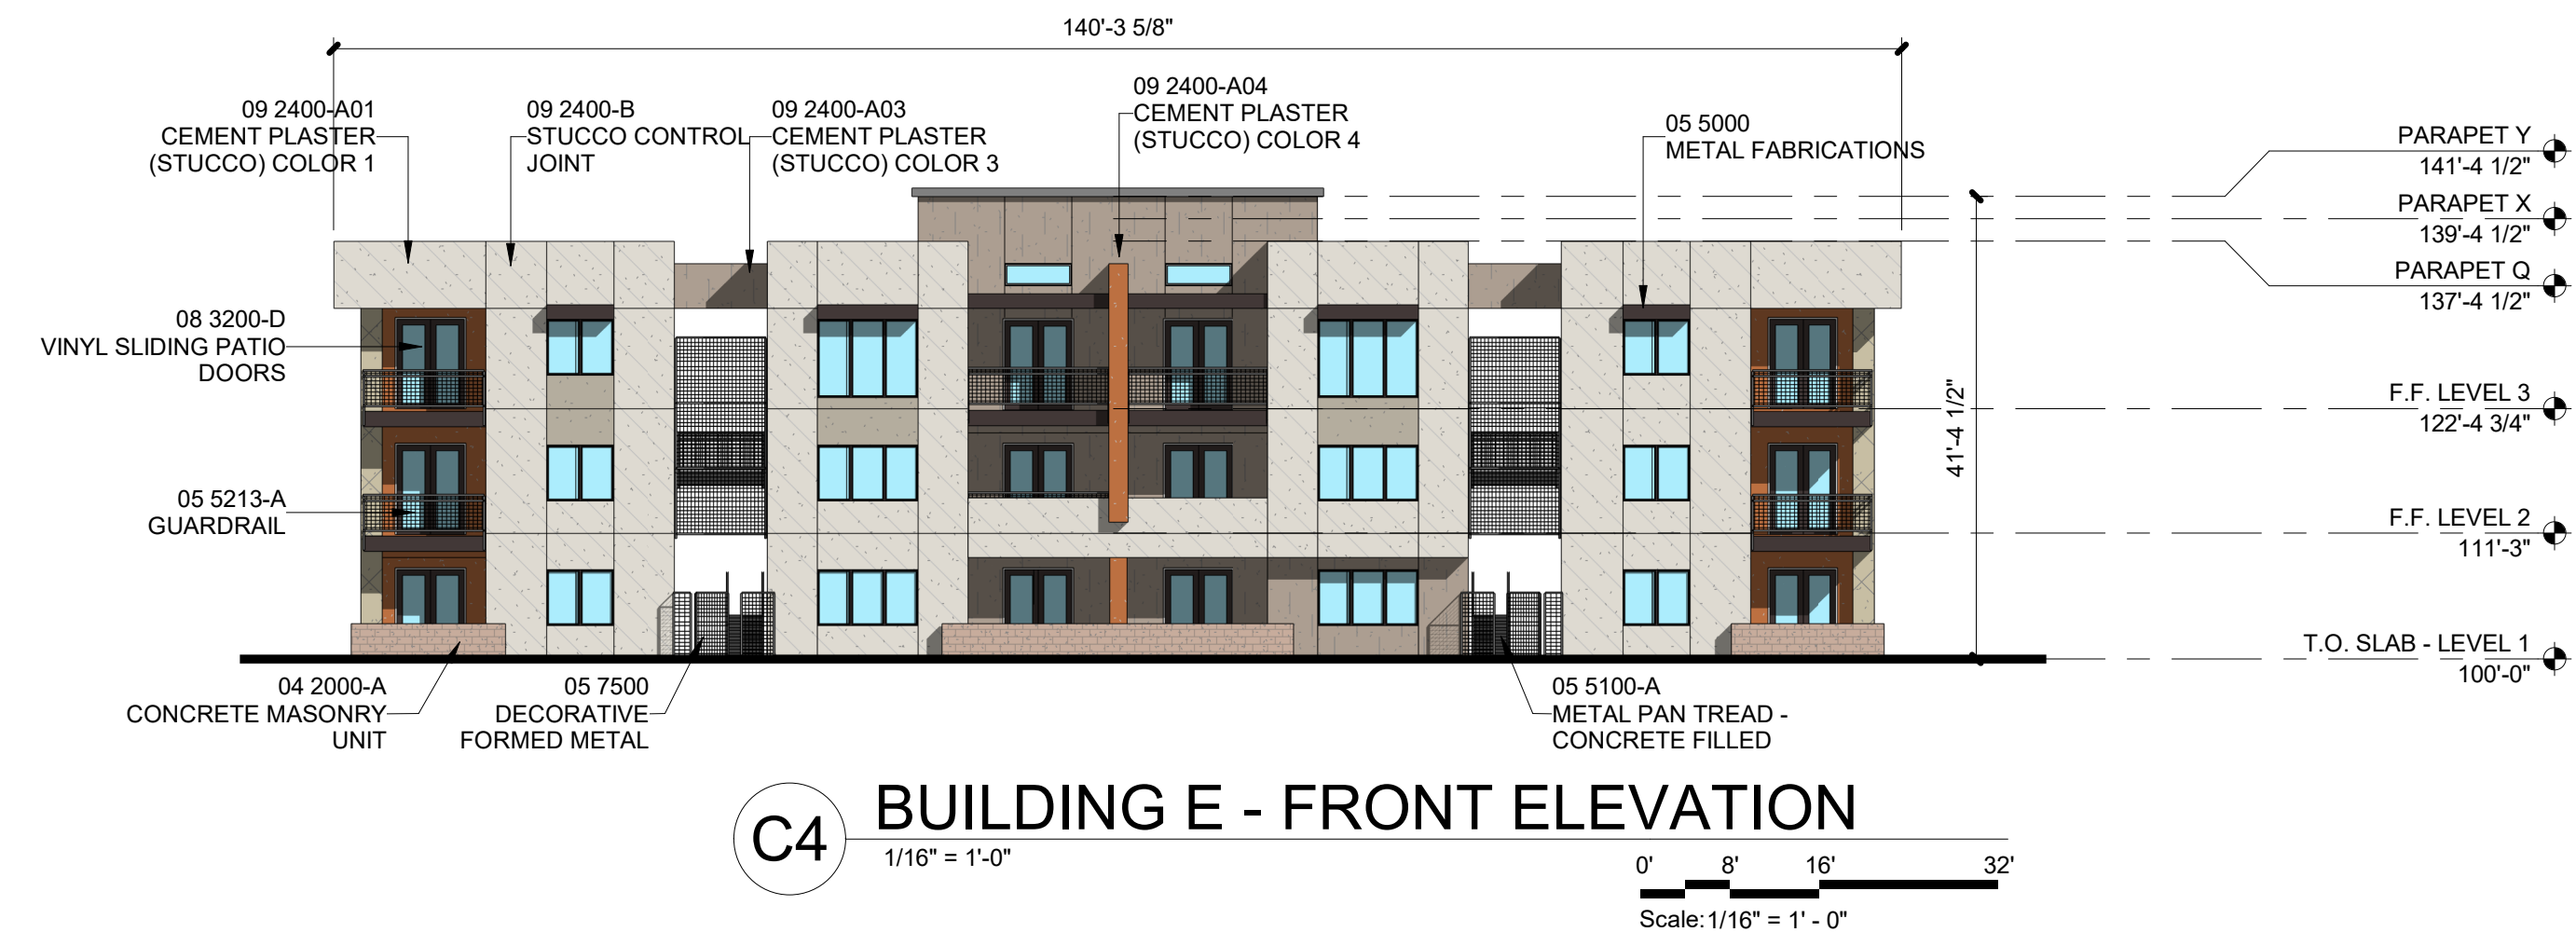 140'-3 5/8"
09 2400-A01
CEMENT PLASTER
(STUCCO) COLOR 1
09 2400-B
STUCCO CONTROL
JOINT
09 2400-A03
CEMENT PLASTER
(STUCCO) COLOR 3
09 2400-A04
CEMENT PLASTER
(STUCCO) COLOR 4
05 5000
METAL FABRICATIONS
PARAPET Y
141'-4 1/2"
PARAPET X
139'-4 1/2"
PARAPET Q
137'-4 1/2"
08 3200-D
VINYL SLIDING PATIO
DOORS
F.F. LEVEL 3
122'-4 3/4"
41'-4 1/2"
05 5213-A
GUARDRAIL
F.F. LEVEL 2
111'-3"
T.O. SLAB - LEVEL 1
100'-0"
04 2000-A
CONCRETE MASONRY
UNIT
05 7500
DECORATIVE
FORMED METAL
05 5100-A
METAL PAN TREAD -
CONCRETE FILLED
C4
BUILDING E - FRONT ELEVATION
1/16" = 1'-0"
0' 8' 16' 32'
Scale: 1/16" = 1' - 0"